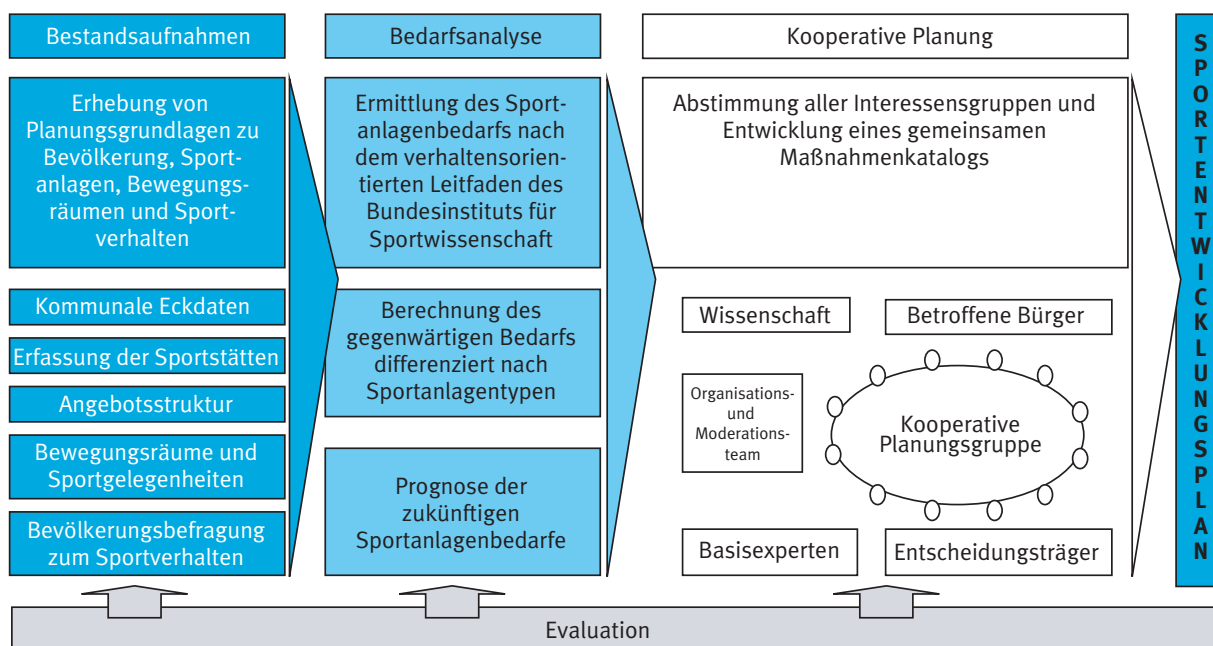 Bestandsaufnahmen
Erhebung von
Planungsgrundlagen zu
Bevölkerung, Sport-
anlagen, Bewegungs-
räumen und Sport-
verhalten
Kommunale Eckdaten
Erfassung der Sportstätten
Angebotsstruktur
Bewegungsräume und
Sportgelegenheiten
Bevölkerungsbefragung
zum Sportverhalten
Bedarfsanalyse
Ermittlung des Sport-
anlagenbedarfs nach
dem verhaltensorien-
tierten Leitfaden des
Bundesinstituts für
Sportwissenschaft
Berechnung des
gegenwärtigen Bedarfs
differenziert nach
Sportanlagentypen
Prognose der
zukünftigen
Sportanlagenbedarfe
Kooperative Planung
Abstimmung aller Interessensgruppen und
Entwicklung eines gemeinsamen
Maßnahmenkatalogs
Wissenschaft
Betroffene Bürger
Organisations-
und
Moderations-
team
Kooperative
Planungsgruppe
Basisexperten
Entscheidungsträger
SPORTENTWICKLUNGSPLAN
Evaluation